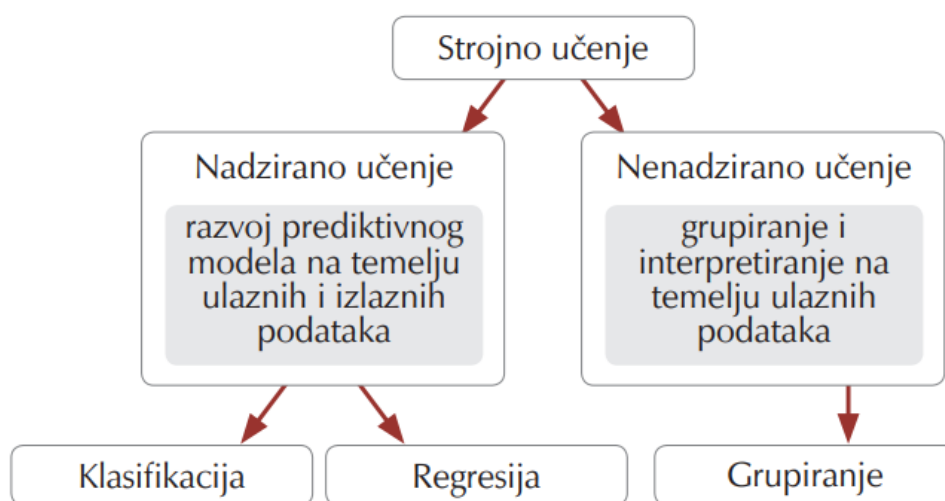 Strojno učenje
Nadzirano učenje
razvoj prediktivnog
modela na temelju
ulaznih i izlaznih
podataka
Nenadzirano učenje
grupiranje i
interpretiranje na
temelju ulaznih
podataka
Klasifikacija
Regresija
Grupiranje